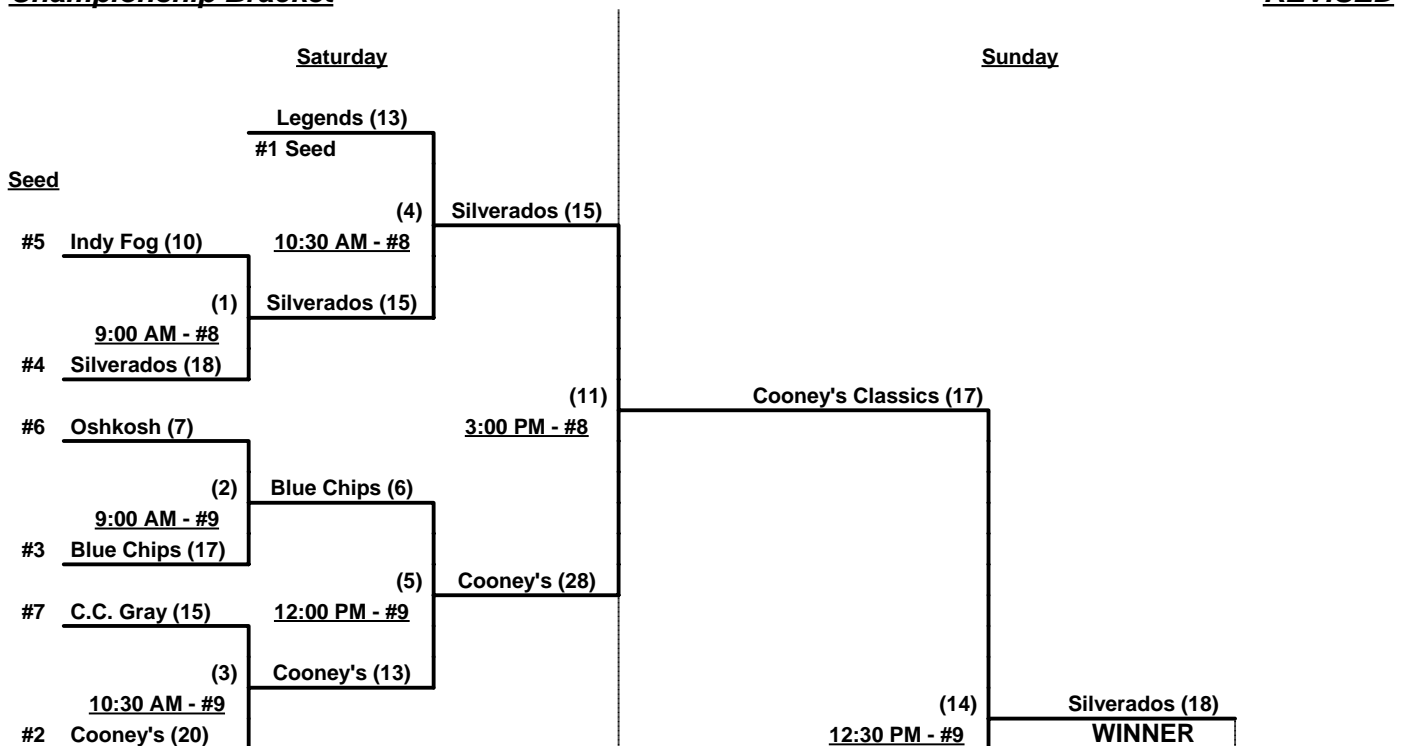 Championship Bracket REVISED
Saturday Sunday
Legends (13)
#1 Seed
Seed
(4) Silverados (15)
#5 Indy Fog (10) 10:30 AM - #8
(1) Silverados (15)
9:00 AM - #8
#4 Silverados (18)
(11) Cooney's Classics (17)
#6 Oshkosh (7) 3:00 PM - #8
(2) Blue Chips (6)
9:00 AM - #9
#3 Blue Chips (17)
(5) Cooney's (28)
#7 C.C. Gray (15) 12:00 PM - #9
(3) Cooney's (13)
10:30 AM - #9 (14) Silverados (18)
#2 Cooney's (20) 12:30 PM - #9 WINNER